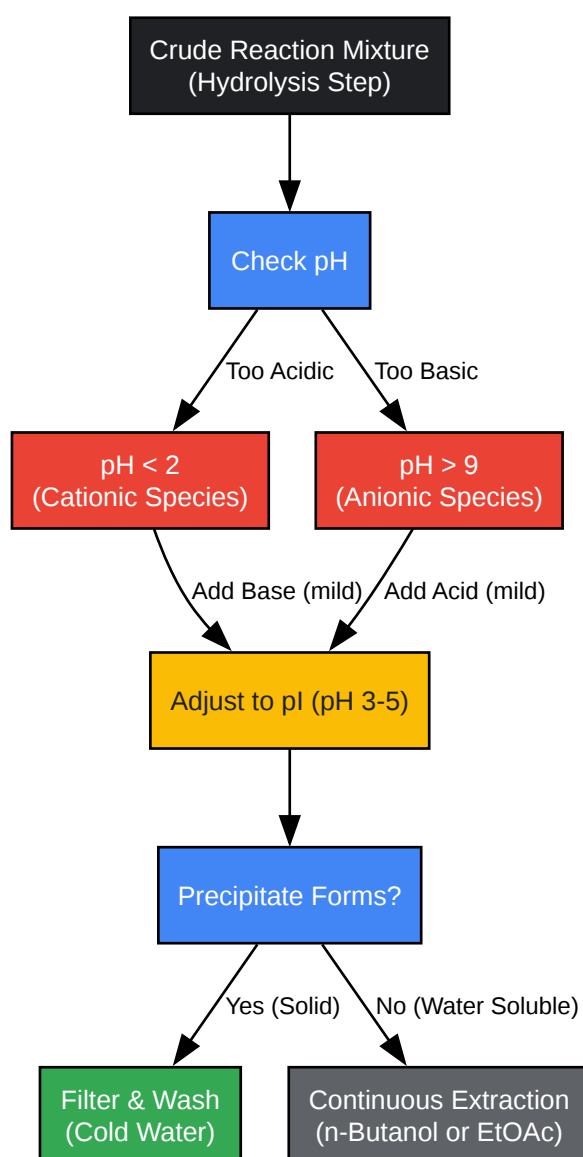 Crude Reaction Mixture
(Hydrolysis Step)
Check pH
Too Acidic
Too Basic
pH < 2
(Cationic Species)
pH > 9
(Anionic Species)
Add Base (mild)
Add Acid (mild)
Adjust to pI (pH 3-5)
Precipitate Forms?
Yes (Solid)
No (Water Soluble)
Filter & Wash
(Cold Water)
Continuous Extraction
(n-Butanol or EtOAc)